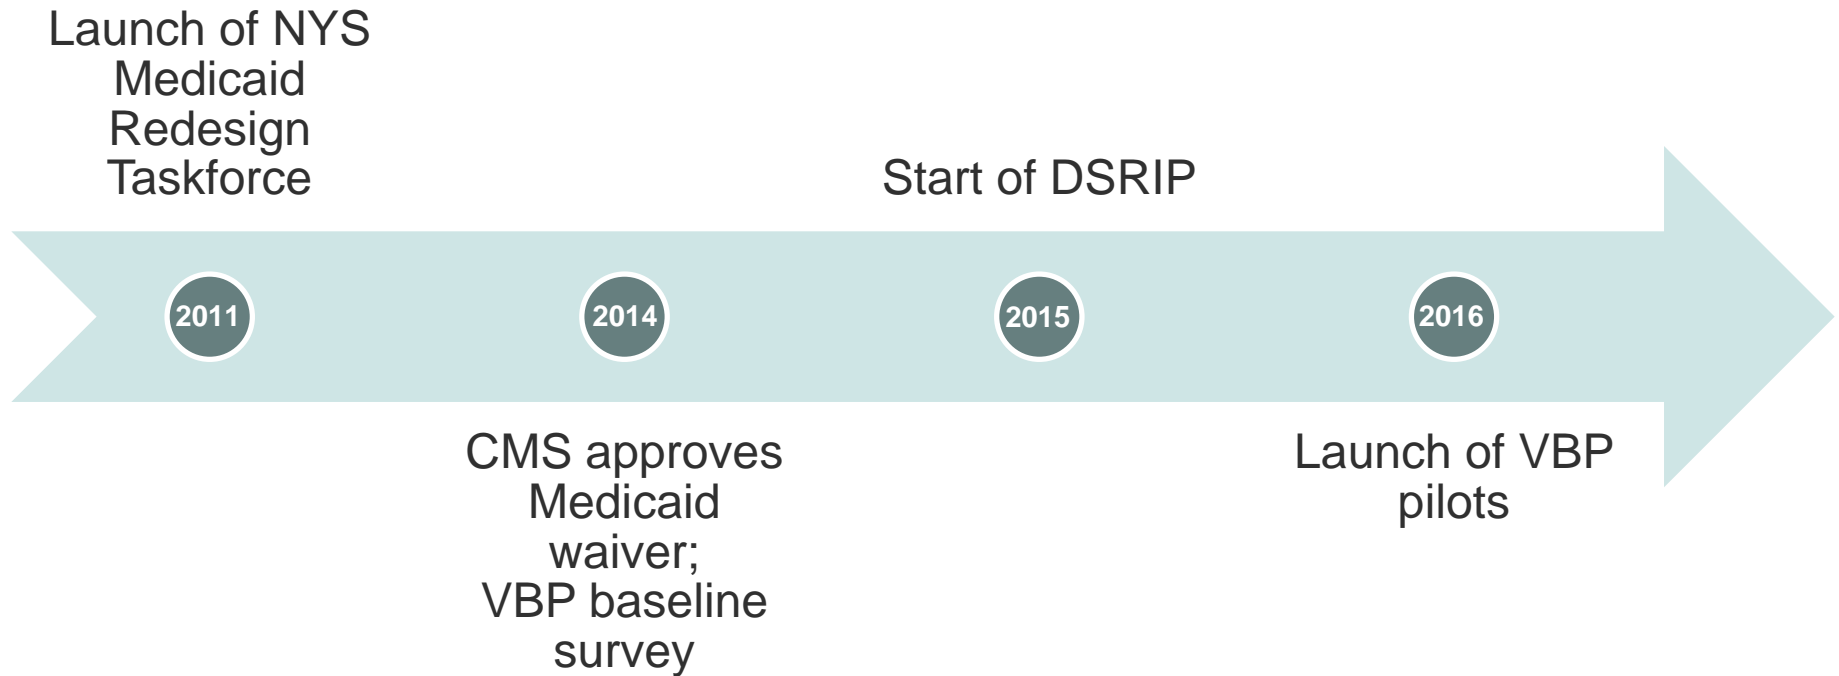 Launch of NYS
Medicaid
Redesign
Taskforce
Start of DSRIP
2011
2014
2015
2016
CMS approves
Medicaid
waiver;
VBP baseline
survey
Launch of VBP
pilots